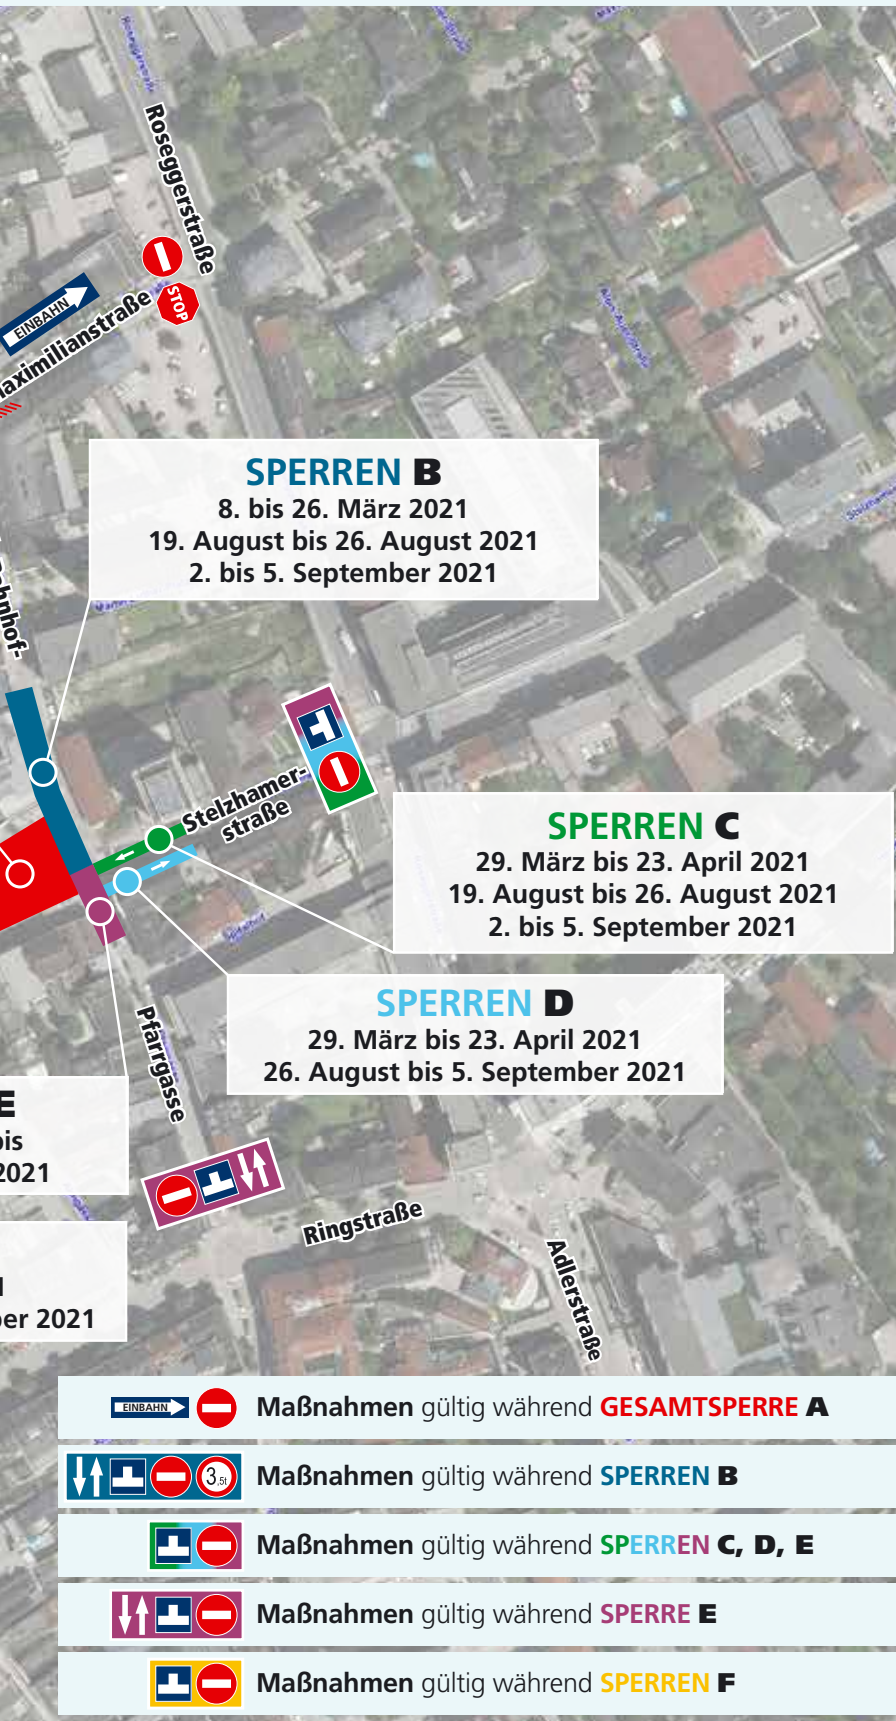 Roseggerstraße
Roseggerstraße
STOP
EINBAHN
SPERREN B
8. bis 26. März 2021
19. August bis 26. August 2021
2. bis 5. September 2021
Stelzhamer-
straße
SPERREN C
29. März bis 23. April 2021
19. August bis 26. August 2021
2. bis 5. September 2021
SPERREN D
29. März bis 23. April 2021
26. August bis 5. September 2021
Pfarrgasse
E
2021
Ringstraße
Adlerstraße
2021
EINBAHN
Maßnahmen gültig während GESAMTSPERRE A
3,5t
Maßnahmen gültig während SPERREN B
Maßnahmen gültig während SPERREN C, D, E
Maßnahmen gültig während SPERRE E
Maßnahmen gültig während SPERREN F